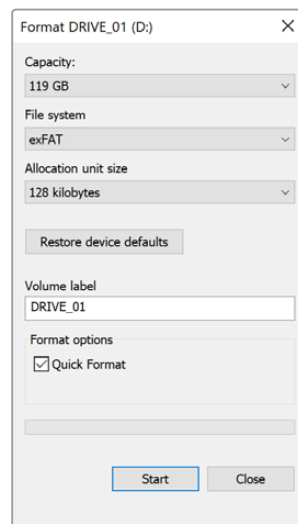 Format DRIVE_01 (D:)
Capacity:
119 GB
File system
exFAT
Allocation unit size
128 kilobytes
Restore device defaults
Volume label
DRIVE_01
Format options
Quick Format
Start Close